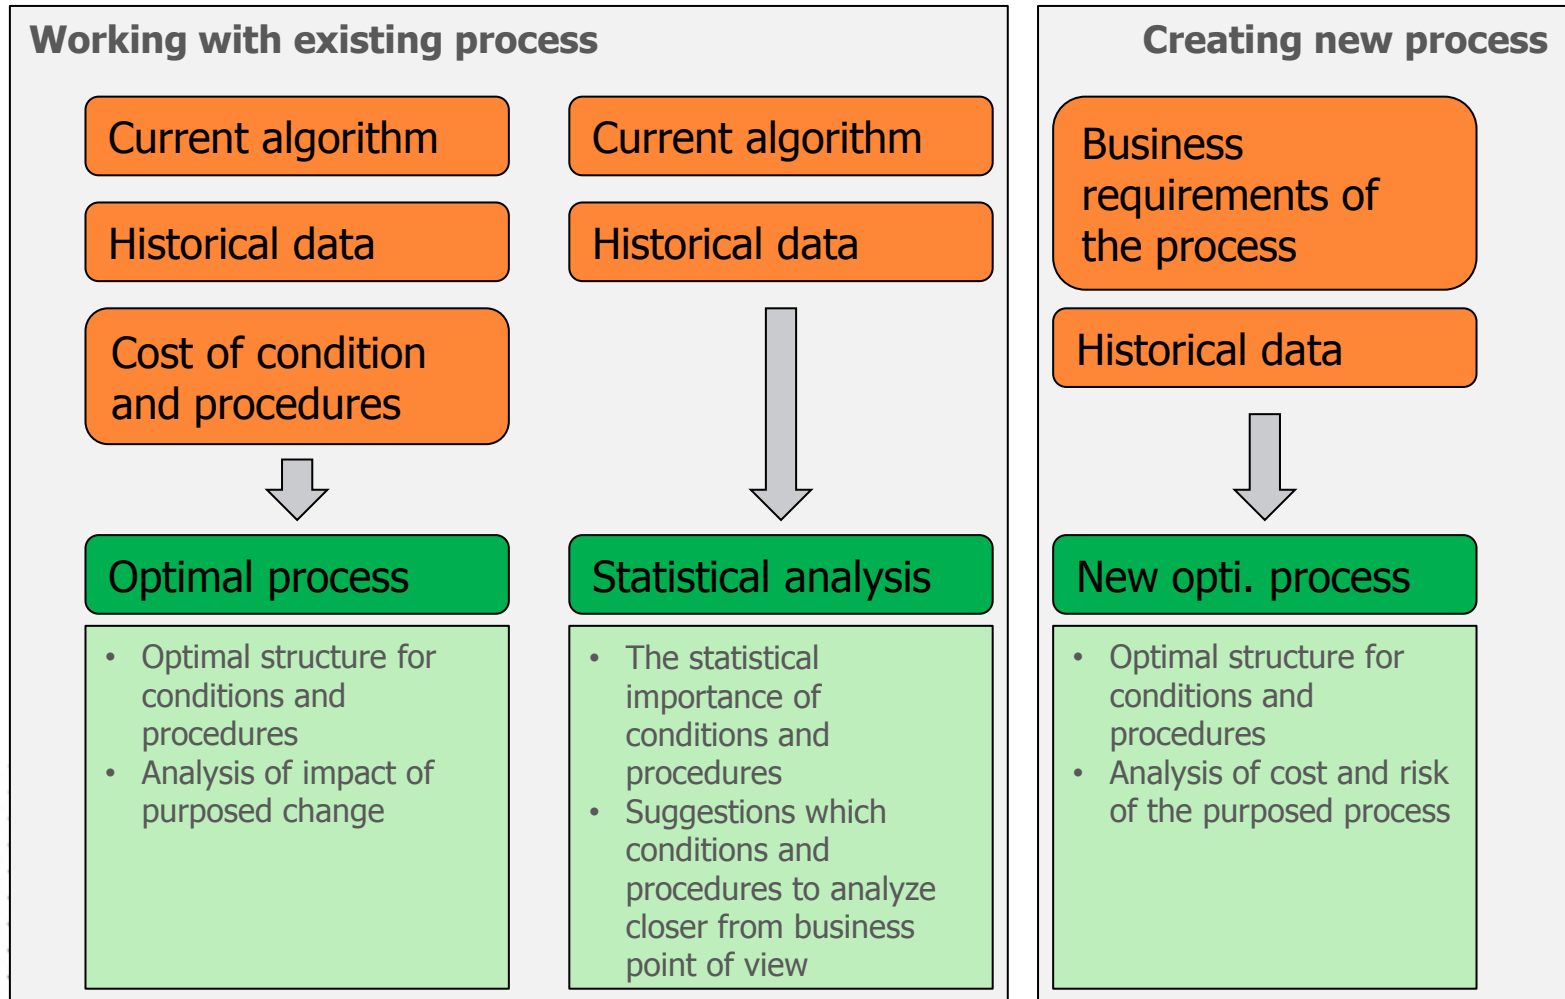 Working with existing process
Current algorithm
Historical data
Cost of condition
and procedures
Optimal process
• Optimal structure for
conditions and
procedures
• Analysis of impact of
purposed change
Current algorithm
Historical data
Statistical analysis
• The statistical
importance of
conditions and
procedures
• Suggestions which
conditions and
procedures to analyze
closer from business
point of view
Creating new process
Business
requirements of
the process
Historical data
New opti. process
• Optimal structure for
conditions and
procedures
• Analysis of cost and risk
of the purposed process